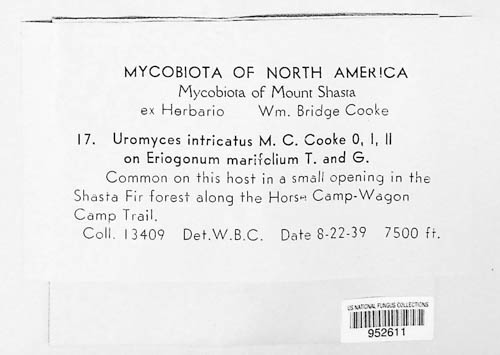 MYCOBIOTA OF NORTH AMERICA
Mycobiota of Mount Shasta
ex Herbario Wm. Bridge Cooke
17. Uromyces intricatus M. C. Cooke 0, I, II
on Eriogonum marifolium T. and G.
Common on this host in a small opening in the
Shasta Fir forest along the Horse Camp-Wagon
Camp Trail.
Coll. 13409 Det. W.B.C. Date 8-22-39 7500 ft.
US NATIONAL FUNGUS COLLECTIONS
952611